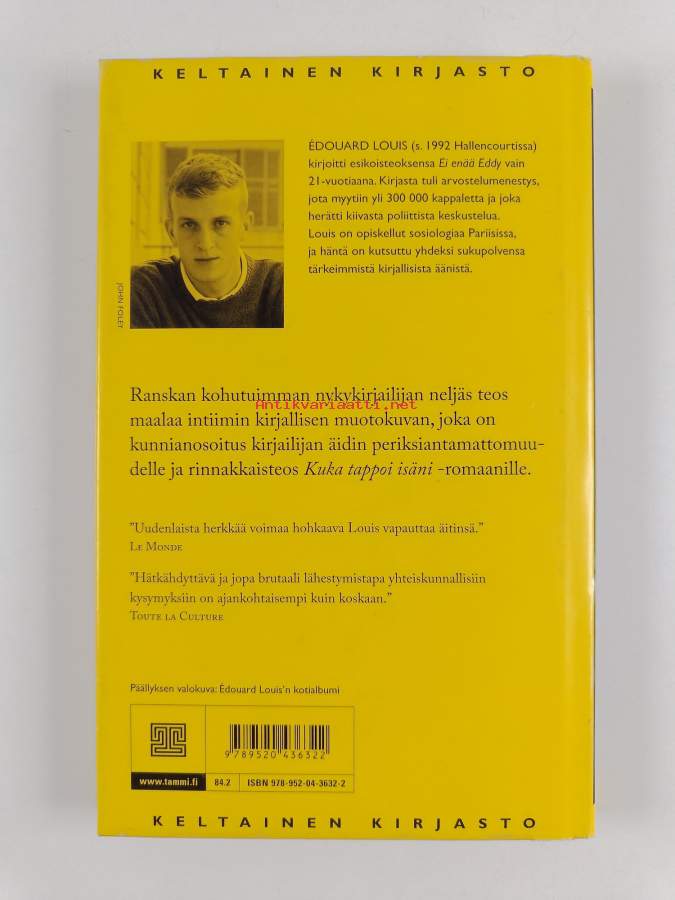 KELTAINEN KIRJASTO
ÉDOUARD LOUIS (s. 1992 Hallencourtissa)
kirjoitti esikoisteoksensa Ei enää Eddy vain
21-vuotiaana. Kirjasta tuli arvostelumenestys,
jota myytiin yli 300 000 kappaletta ja joka
herätti kiivasta poliittista keskustelua.
Louis on opiskellut sosiologiaa Pariisissa,
ja häntä on kutsuttu yhdeksi sukupolvensa
tärkeimmistä kirjallisista äänistä.
JOHN FOLEY
Ranskan kohutuimman nykykirjailijan neljäs teos
Antikvariaatti.net
maalaa intiimin kirjallisen muotokuvan, joka on
kunnianosoitus kirjailijan äidin periksiantamattomuu-
delle ja rinnakkaisteos Kuka tappoi isäni -romaanille.
"Uudenlaista herkkää voimaa hohkaava Louis vapauttaa äitinsä."
LE MONDE
"Hätkähdyttävä ja jopa brutaali lähestymistapa yhteiskunnallisiin
kysymyksiin on ajankohtaisempi kuin koskaan."
TOUTE LA CULTURE
Päällyksen valokuva: Édouard Louis'n kotialbumi
9 789520 436322
www.tammi.fi 84.2 ISBN 978-952-04-3632-2
KELTAINEN KIRJASTO